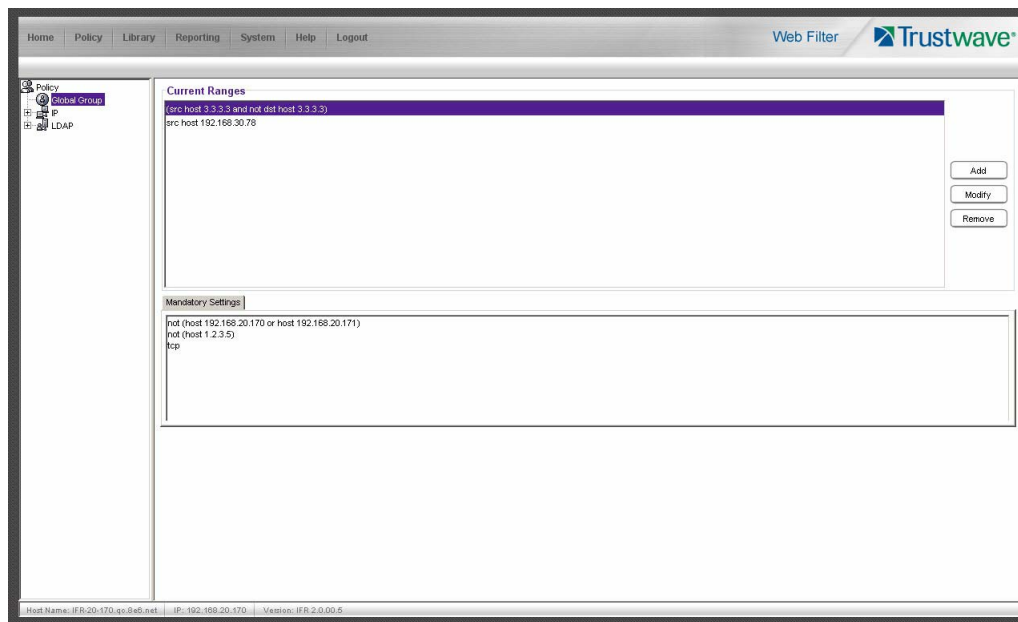 Home Policy Library Reporting System Help Logout
Web Filter
Trustwave®
Policy
Global Group
IP
LDAP
Current Ranges
(src host 3.3.3.3 and not dst host 3.3.3.3)
src host 192.168.30.78
Add
Modify
Remove
Mandatory Settings
not (host 192.168.20.170 or host 192.168.20.171)
not (host 1.2.3.5)
tcp
Host Name: IFR-20-170.qc.8e6.net IP: 192.168.20.170 Version: IFR 2.0.00.5